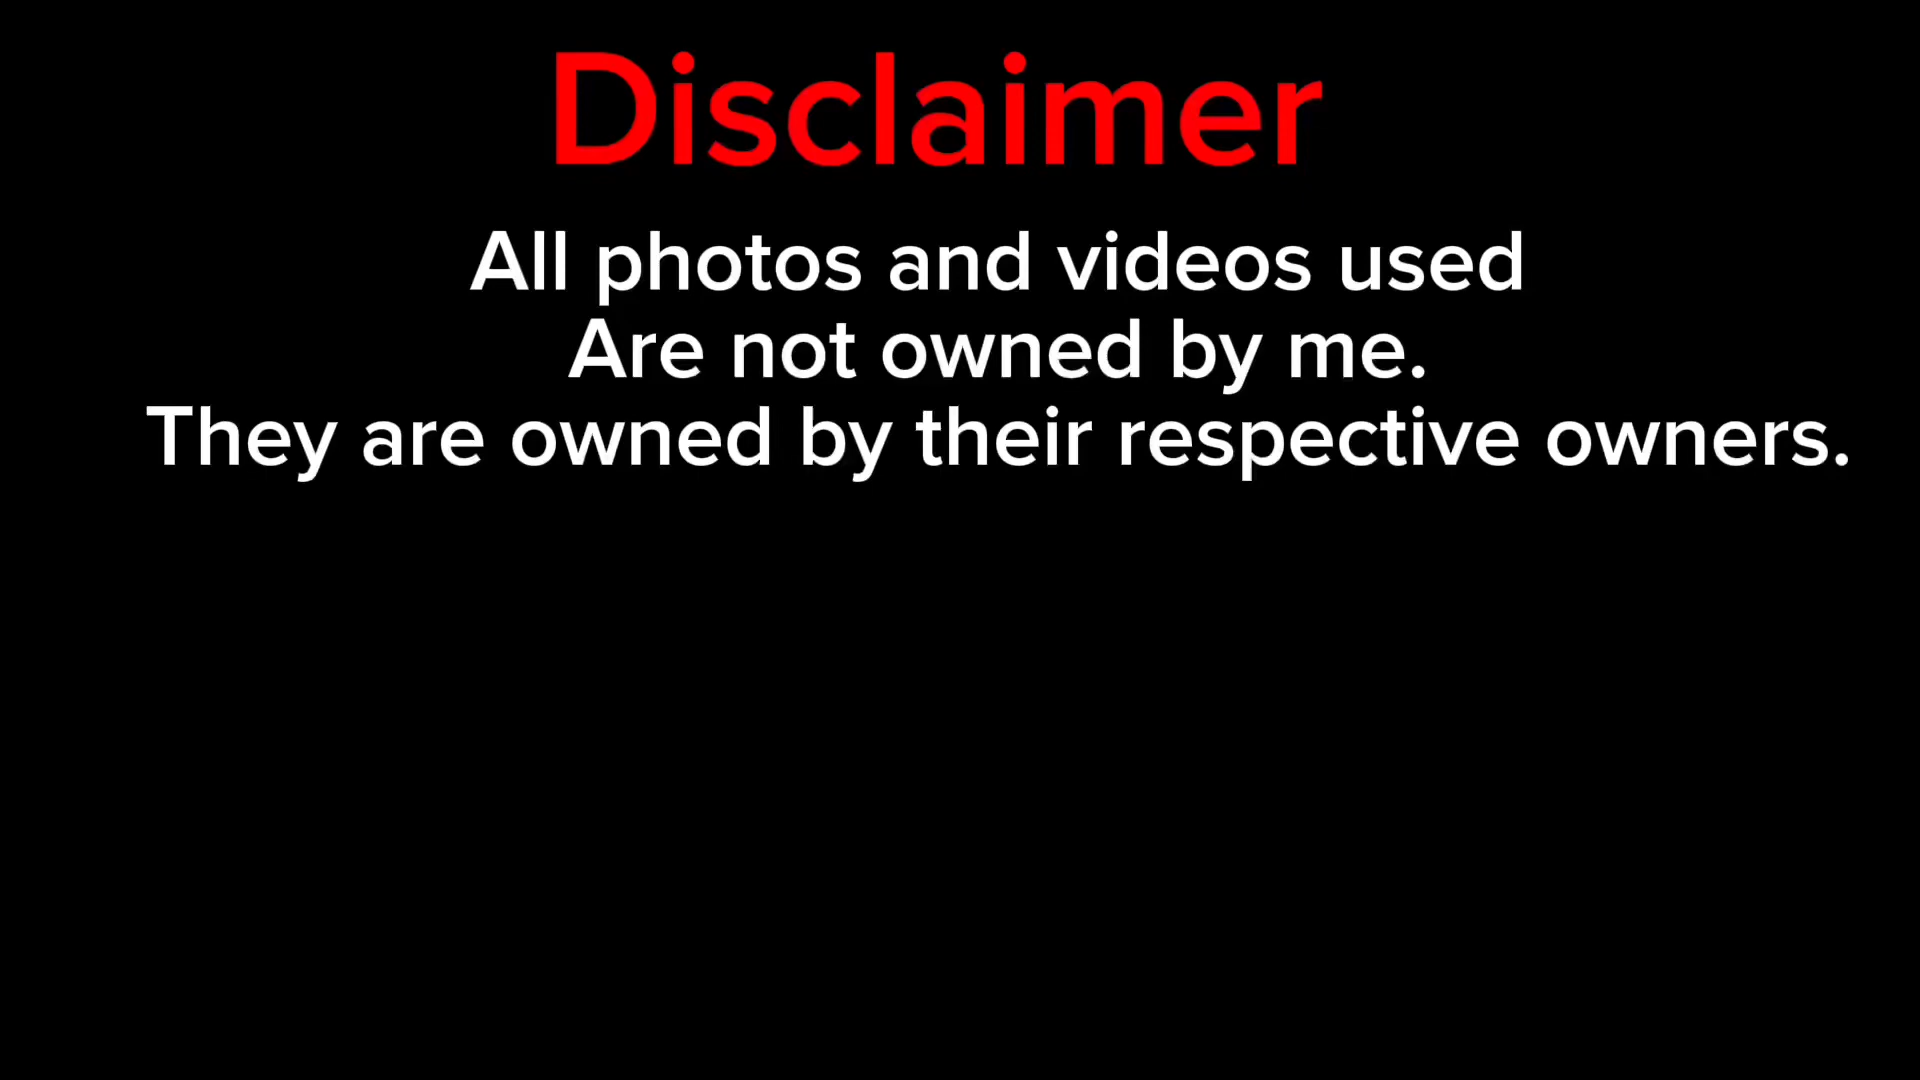 Disclaimer
All photos and videos used
Are not owned by me.
They are owned by their respective owners.